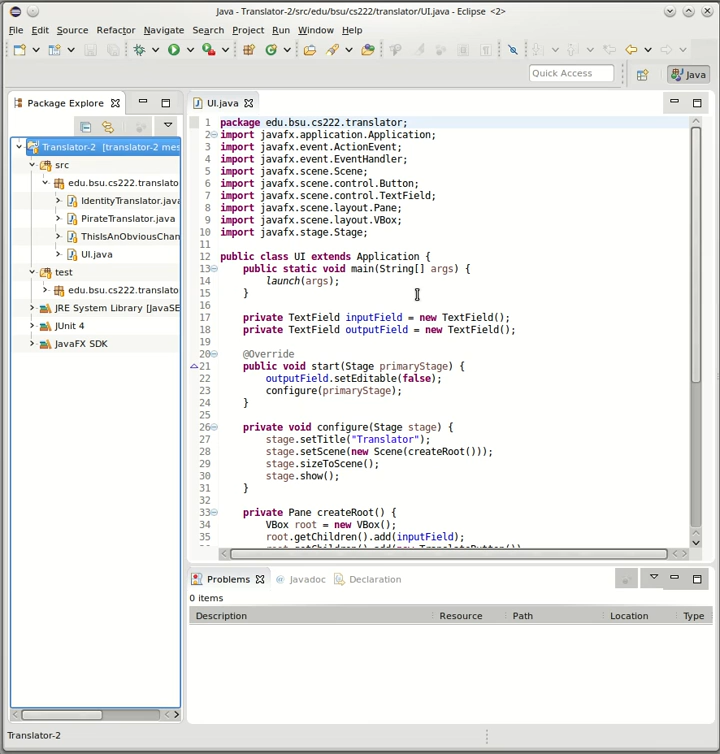 Java - Translator-2/src/edu/bsu/cs222/translator/UI.java - Eclipse <2>
File Edit Source Refactor Navigate Search Project Run Window Help
Quick Access
Java
Package Explore
Translator-2 [translator-2 mes
src
edu.bsu.cs222.translato
IdentityTranslator.java
PirateTranslator.java
ThisIsAnObviousChan
UI.java
test
edu.bsu.cs222.translato
JRE System Library [JavaSE
JUnit 4
JavaFX SDK
UI.java
1 package edu.bsu.cs222.translator;
2 import javafx.application.Application;
3 import javafx.event.ActionEvent;
4 import javafx.event.EventHandler;
5 import javafx.scene.Scene;
6 import javafx.scene.control.Button;
7 import javafx.scene.control.TextField;
8 import javafx.scene.layout.Pane;
9 import javafx.scene.layout.VBox;
10 import javafx.stage.Stage;
11
12 public class UI extends Application {
13 public static void main(String[] args) {
14 launch(args);
15 }
16
17 private TextField inputField = new TextField();
18 private TextField outputField = new TextField();
19
20 @Override
21 public void start(Stage primaryStage) {
22 outputField.setEditable(false);
23 configure(primaryStage);
24 }
25
26 private void configure(Stage stage) {
27 stage.setTitle("Translator");
28 stage.setScene(new Scene(createRoot()));
29 stage.sizeToScene();
30 stage.show();
31 }
32
33 private Pane createRoot() {
34 VBox root = new VBox();
35 root.getChildren().add(inputField);
Problems Javadoc Declaration
0 items
Description Resource Path Location Type
Translator-2